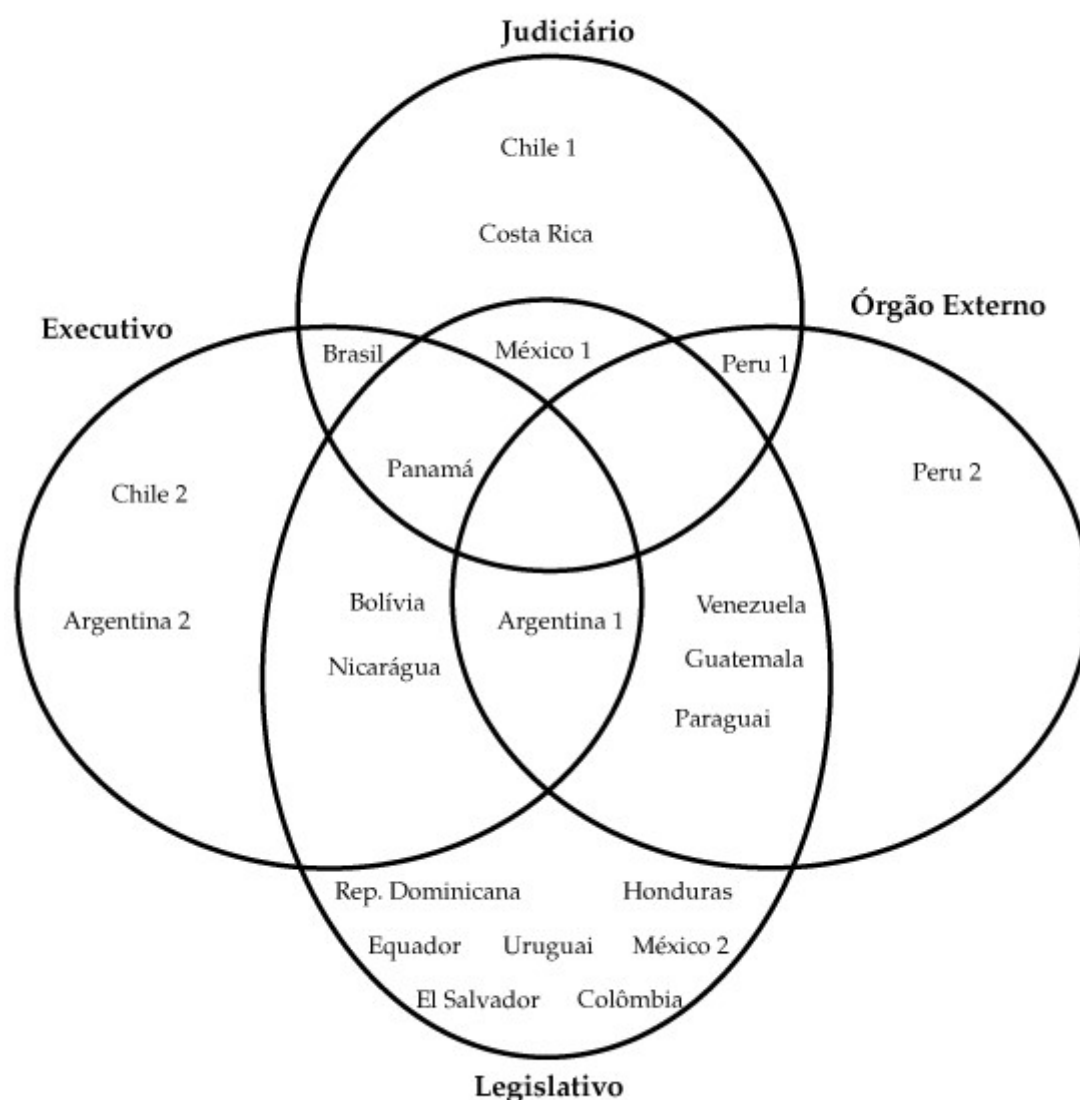 Judiciário
Chile 1
Costa Rica
Executivo
Órgão Externo
Brasil
México 1
Peru 1
Panamá
Peru 2
Chile 2
Bolívia
Venezuela
Argentina 2
Argentina 1
Nicarágua
Guatemala
Paraguai
Rep. Dominicana
Honduras
Equador
Uruguai
México 2
El Salvador
Colômbia
Legislativo